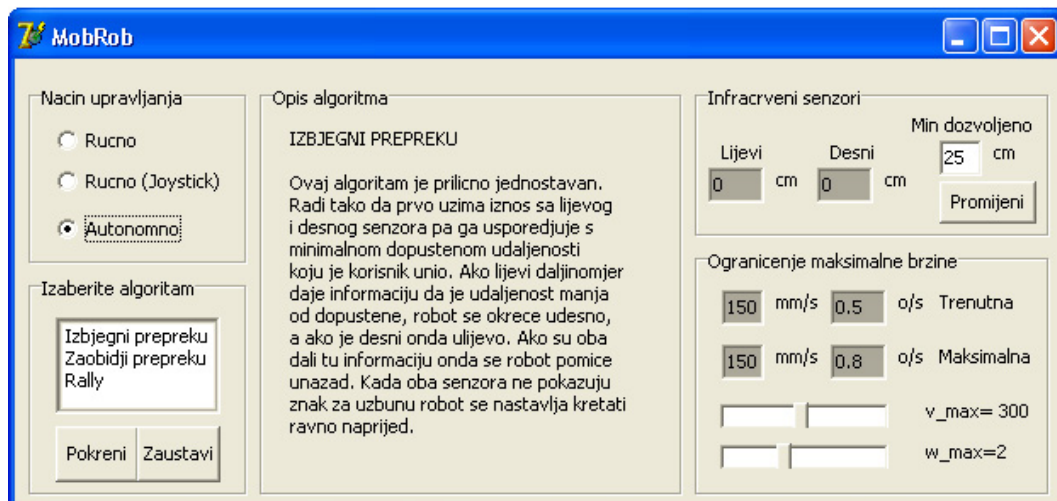 MobRob
Nacin upravljanja
Rucno
Rucno (Joystick)
Autonomno
Izaberite algoritam
Izbjegni prepreku
Zaobidji prepreku
Rally
Pokreni Zaustavi
Opis algoritma
IZBJEGNI PREPREKU
Ovaj algoritam je prilicno jednostavan.
Radi tako da prvo uzima iznos sa lijevog
i desnog senzora pa ga usporedjuje s
minimalnom dopustenom udaljenosti
koju je korisnik unio. Ako lijevi daljinomjer
daje informaciju da je udaljenost manja
od dopustene, robot se okrece udesno,
a ako je desni onda ulijevo. Ako su oba
dali tu informaciju onda se robot pomice
unazad. Kada oba senzora ne pokazuju
znak za uzbunu robot se nastavlja kretati
ravno naprijed.
Infracrveni senzori
Min dozvoljeno
Lijevi Desni
0 cm 0 cm 25 cm
Promijeni
Ogranicenje maksimalne brzine
150 mm/s 0.5 o/s Trenutna
150 mm/s 0.8 o/s Maksimalna
v_max= 300
w_max=2